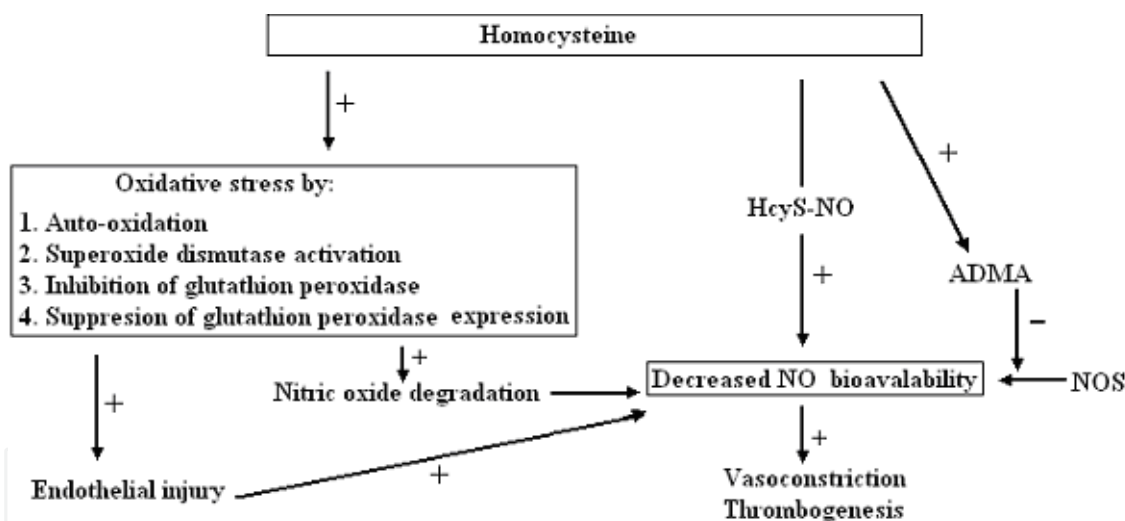 Homocysteine
+
+
Oxidative stress by:
1. Auto-oxidation
2. Superoxide dismutase activation
3. Inhibition of glutathion peroxidase
4. Suppresion of glutathion peroxidase expression
HcyS-NO
+
ADMA
−
+
+
Nitric oxide degradation
Decreased NO bioavalability
NOS
+
+
Endothelial injury
Vasoconstriction
Thrombogenesis